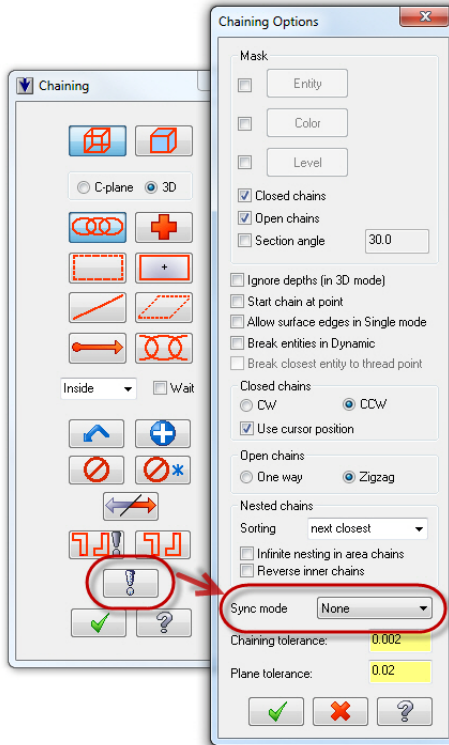 Chaining
C-plane
3D
Inside
Wait
Chaining Options
Mask
Entity
Color
Level
Closed chains
Open chains
Section angle 30.0
Ignore depths (in 3D mode)
Start chain at point
Allow surface edges in Single mode
Break entities in Dynamic
Break closest entity to thread point
Closed chains
CW CCW
Use cursor position
Open chains
One way Zigzag
Nested chains
Sorting next closest
Infinite nesting in area chains
Reverse inner chains
Sync mode None
Chaining tolerance: 0.002
Plane tolerance: 0.02